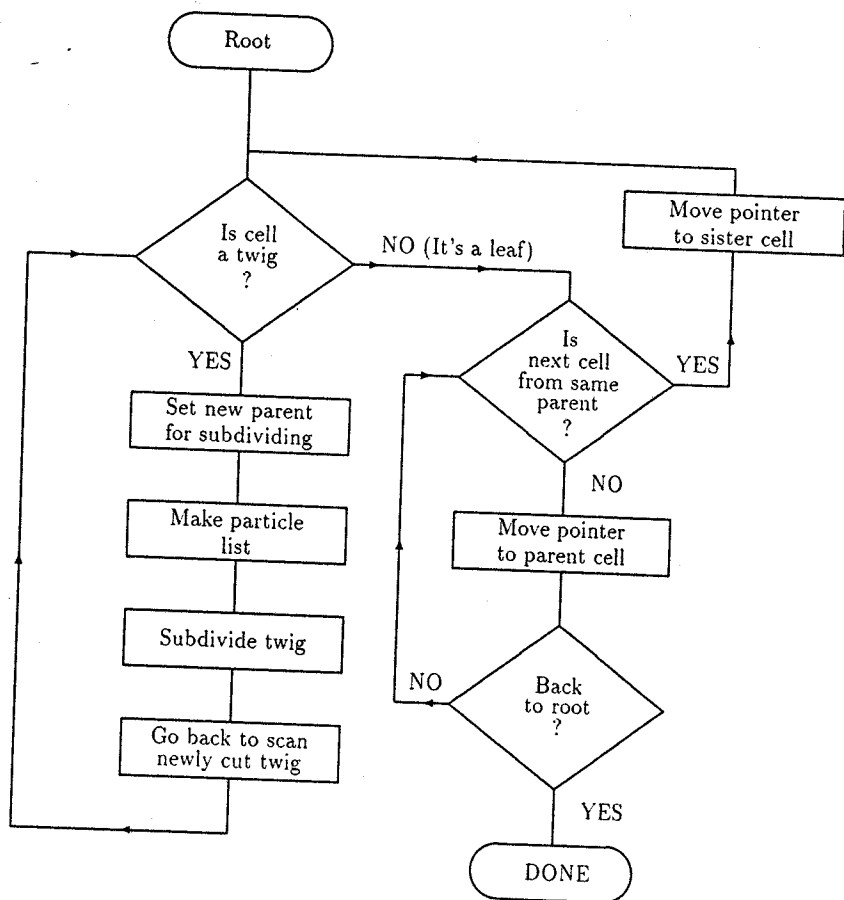 Root
Move pointer
to sister cell
Is cell
a twig
?
NO (It's a leaf)
Is
next cell
from same
parent
?
YES
YES
Set new parent
for subdividing
NO
Make particle
list
Move pointer
to parent cell
Subdivide twig
NO
Back
to root
?
Go back to scan
newly cut twig
YES
DONE